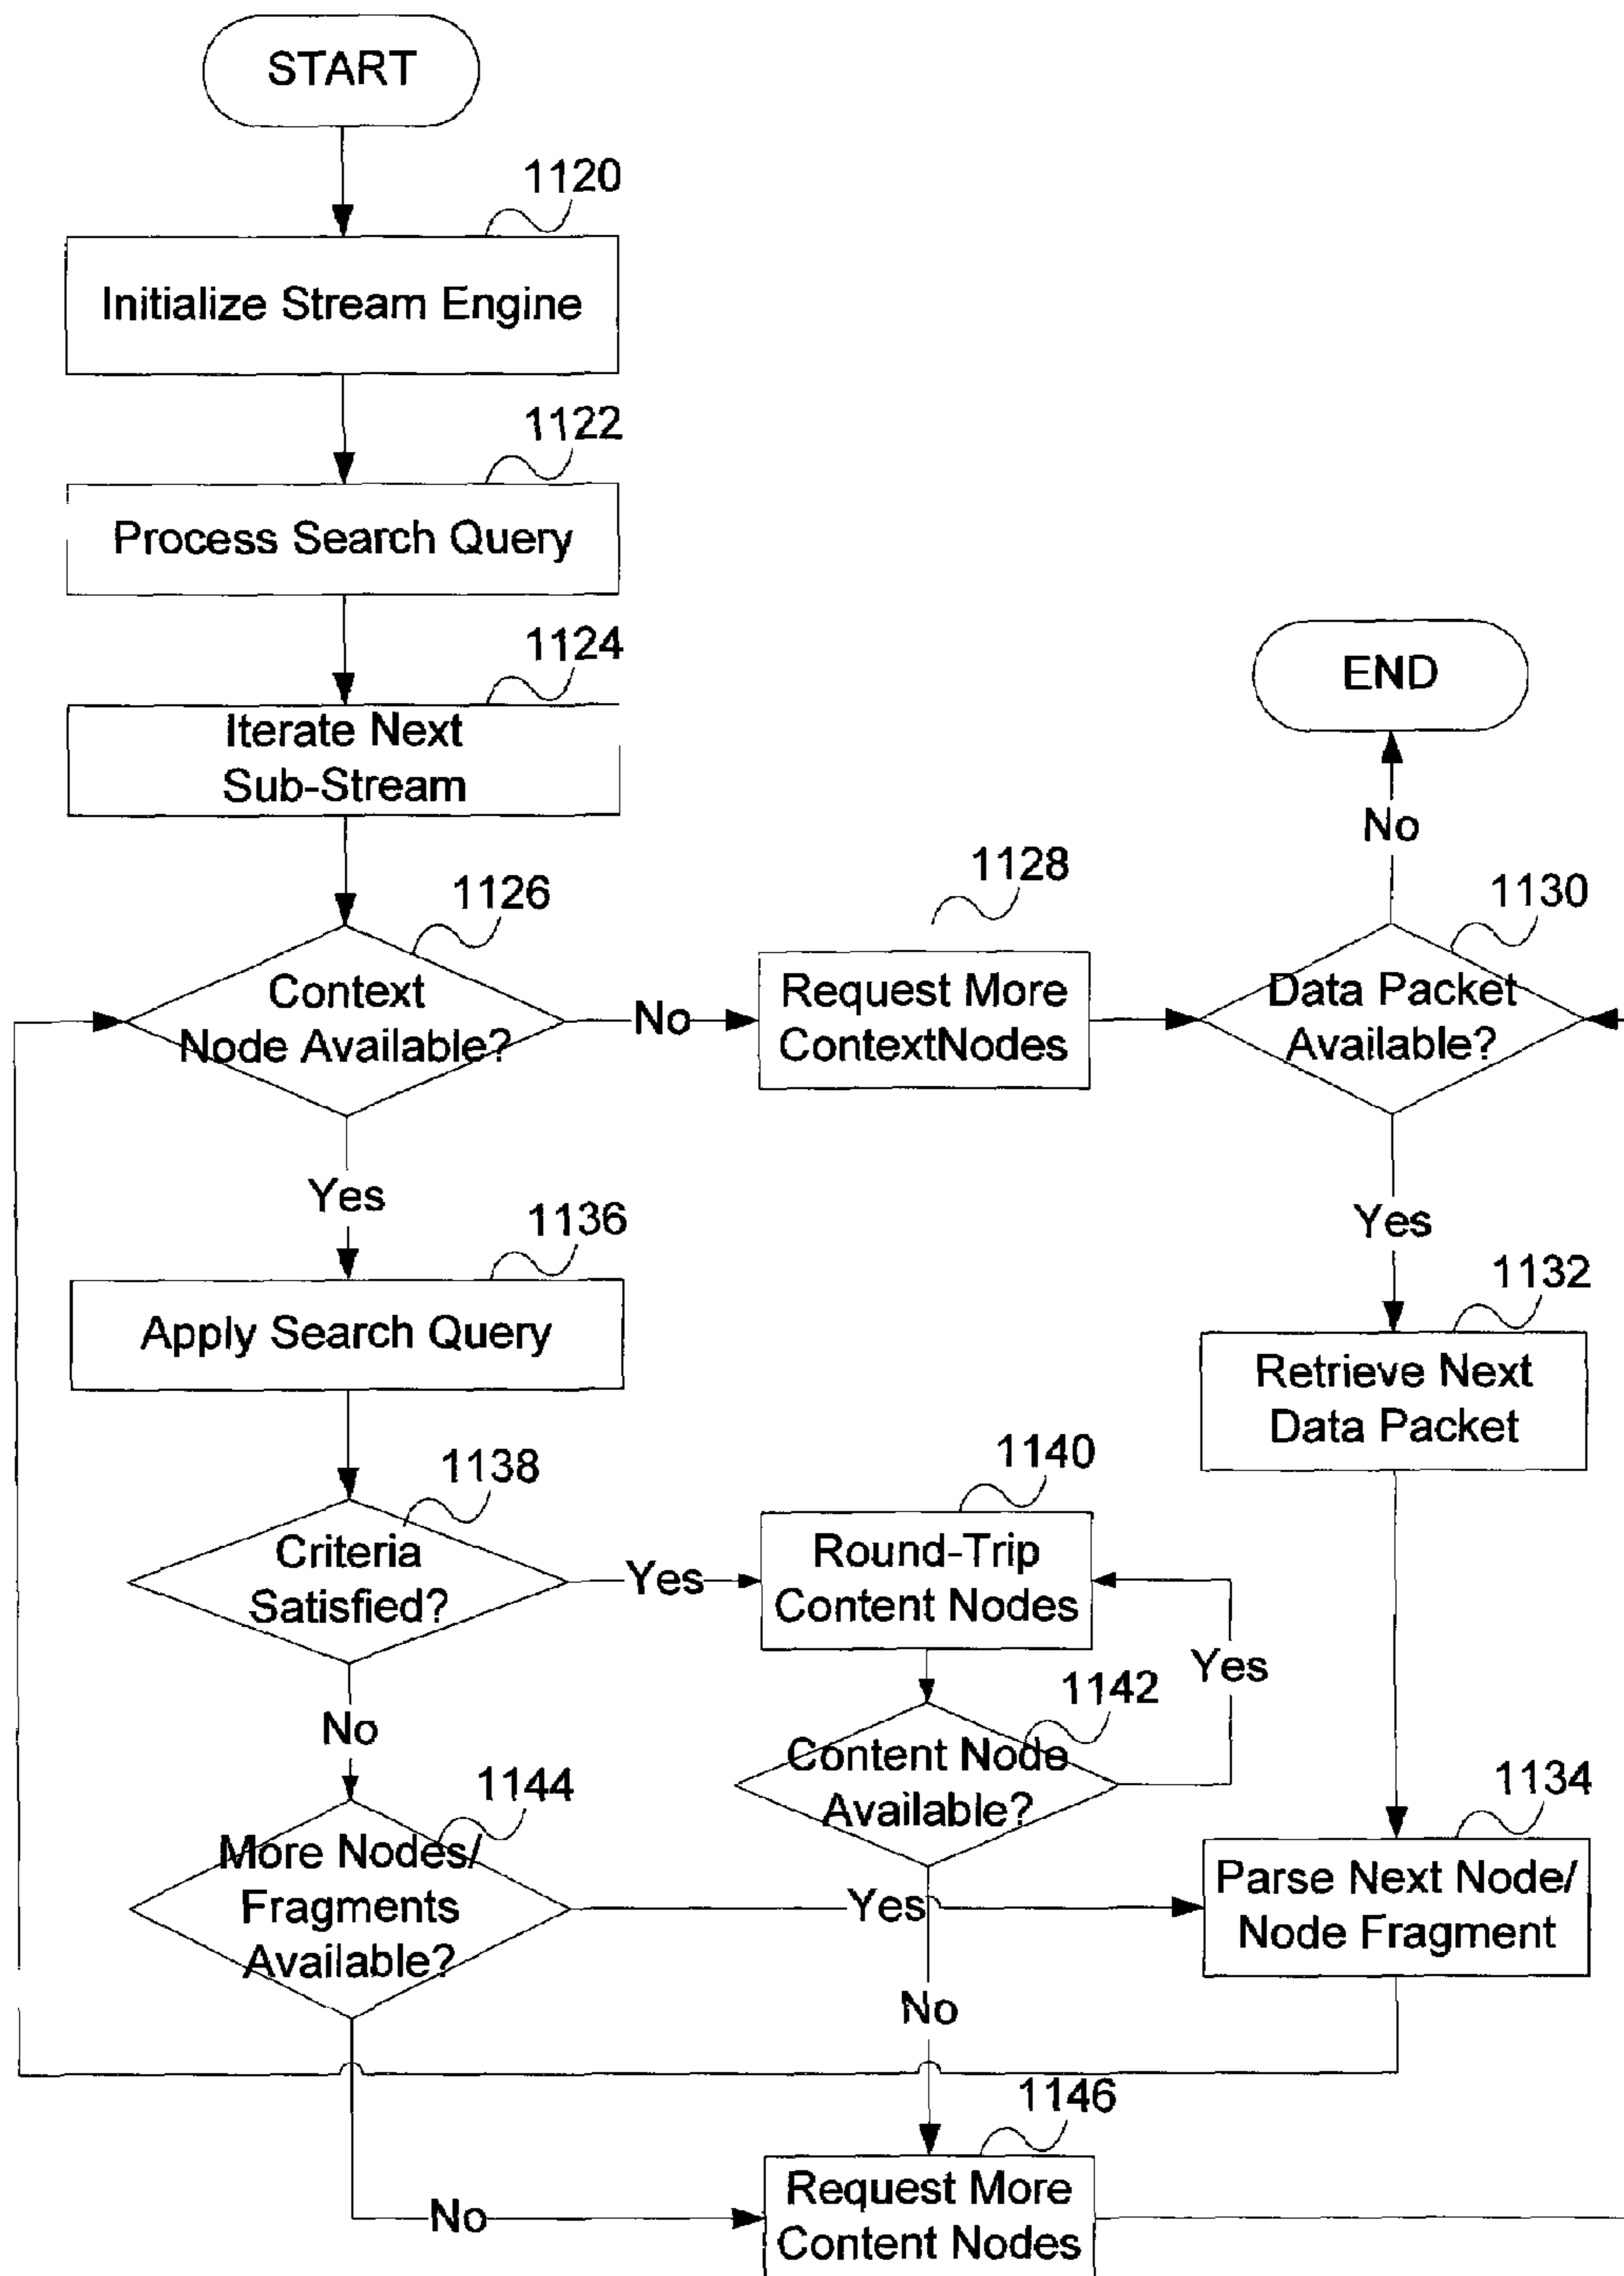 START
1120
Initialize Stream Engine
1122
Process Search Query
1124
Iterate Next
Sub-Stream
END
No
1126
Context
Node Available?
No
1128
Request More
ContextNodes
1130
Data Packet
Available?
Yes
Yes
1136
Apply Search Query
1132
Retrieve Next
Data Packet
1138
Criteria
Satisfied?
Yes
1140
Round-Trip
Content Nodes
Yes
No
1142
Content Node
Available?
1144
More Nodes/
Fragments
Available?
Yes
1134
Parse Next Node/
Node Fragment
No
1146
No
Request More
Content Nodes